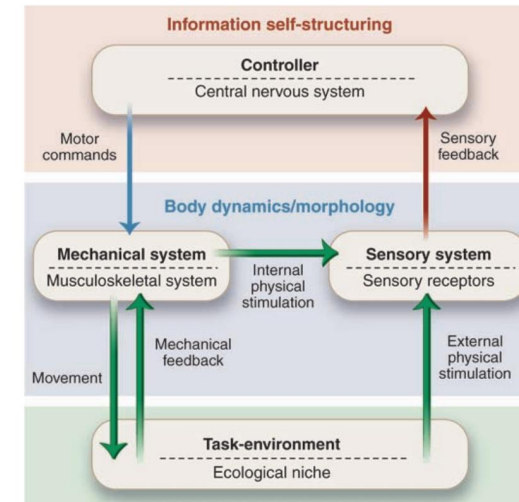 Information self-structuring
Controller
Central nervous system
Motor
commands
Sensory
feedback
Body dynamics/morphology
Mechanical system
Musculoskeletal system
Internal
physical
stimulation
Sensory system
Sensory receptors
Movement
Mechanical
feedback
External
physical
stimulation
Task-environment
Ecological niche